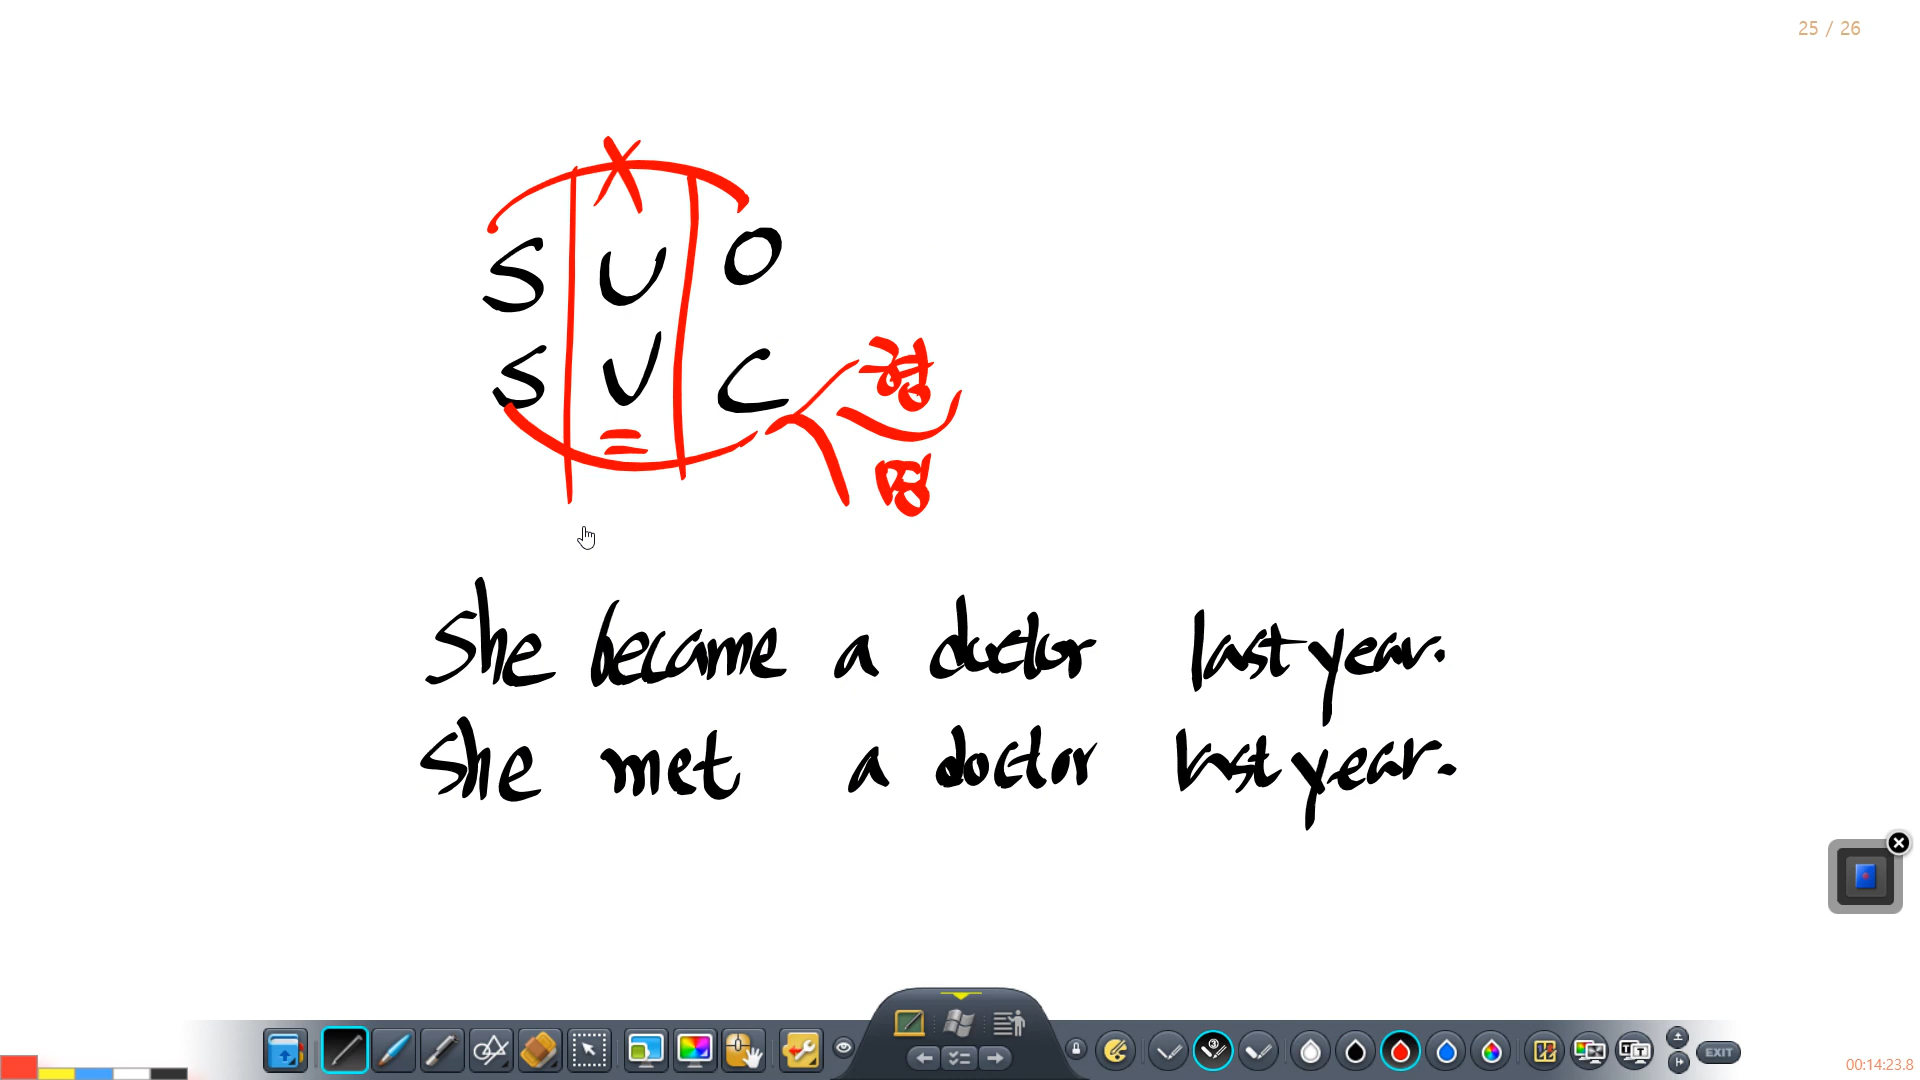 25 / 26
S V O
S V C 형
명
She became a doctor last year.
She met a doctor last year.
EXIT
00:14:23.8